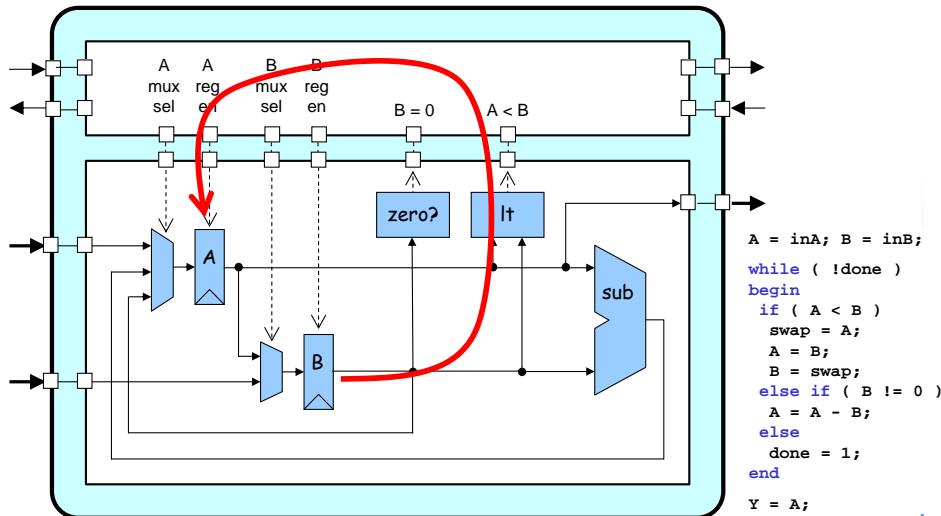 A mux sel
A reg en
B mux sel
B reg en
B = 0
A < B
zero?
lt
A
sub
B
A = inA; B = inB;
while ( !done )
begin
if ( A < B )
swap = A;
A = B;
B = swap;
else if ( B != 0 )
A = A - B;
else
done = 1;
end
Y = A;